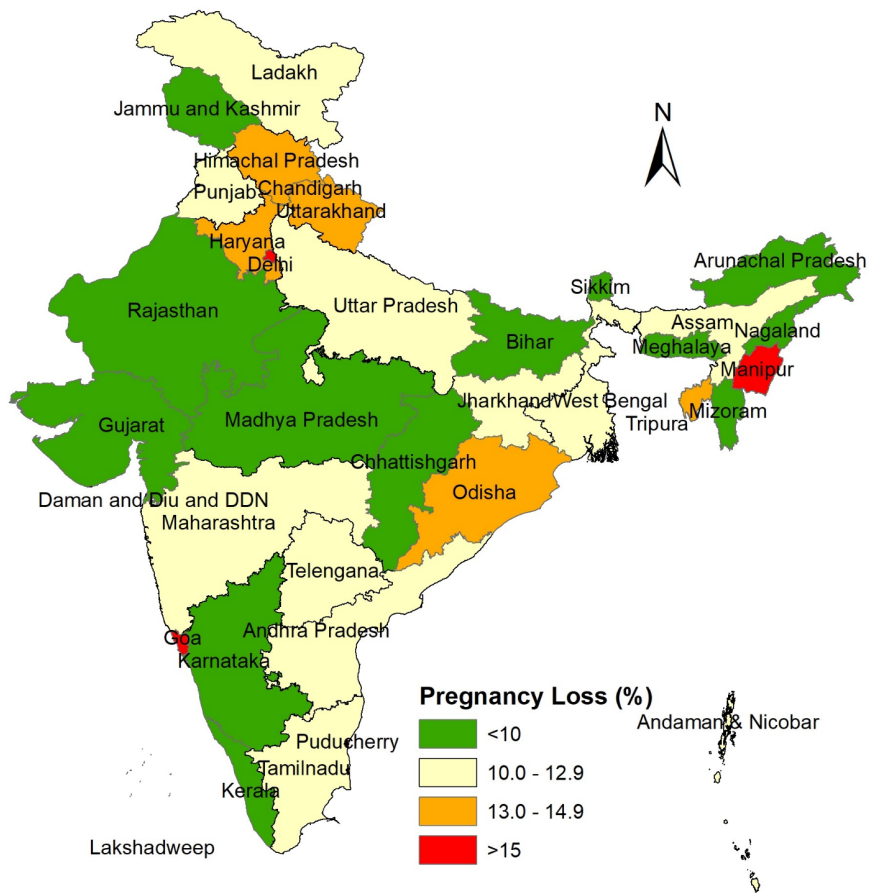 Ladakh
N
Jammu and Kashmir
Himachal Pradesh
Punjab
Chandigarh
Uttarakhand
Haryana
Delhi
Arunachal Pradesh
Sikkim
Rajasthan
Uttar Pradesh
Assam
Nagaland
Bihar
Meghalaya
Manipur
Jharkhand
West Bengal
Gujarat
Madhya Pradesh
Tripura
Mizoram
Chhattishgarh
Odisha
Daman and Diu and DDN
Maharashtra
Telengana
Goa
Andhra Pradesh
Karnataka
Pregnancy Loss (%)
<10
10.0 - 12.9
13.0 - 14.9
>15
Andaman & Nicobar
Puducherry
Tamilnadu
Kerala
Lakshadweep